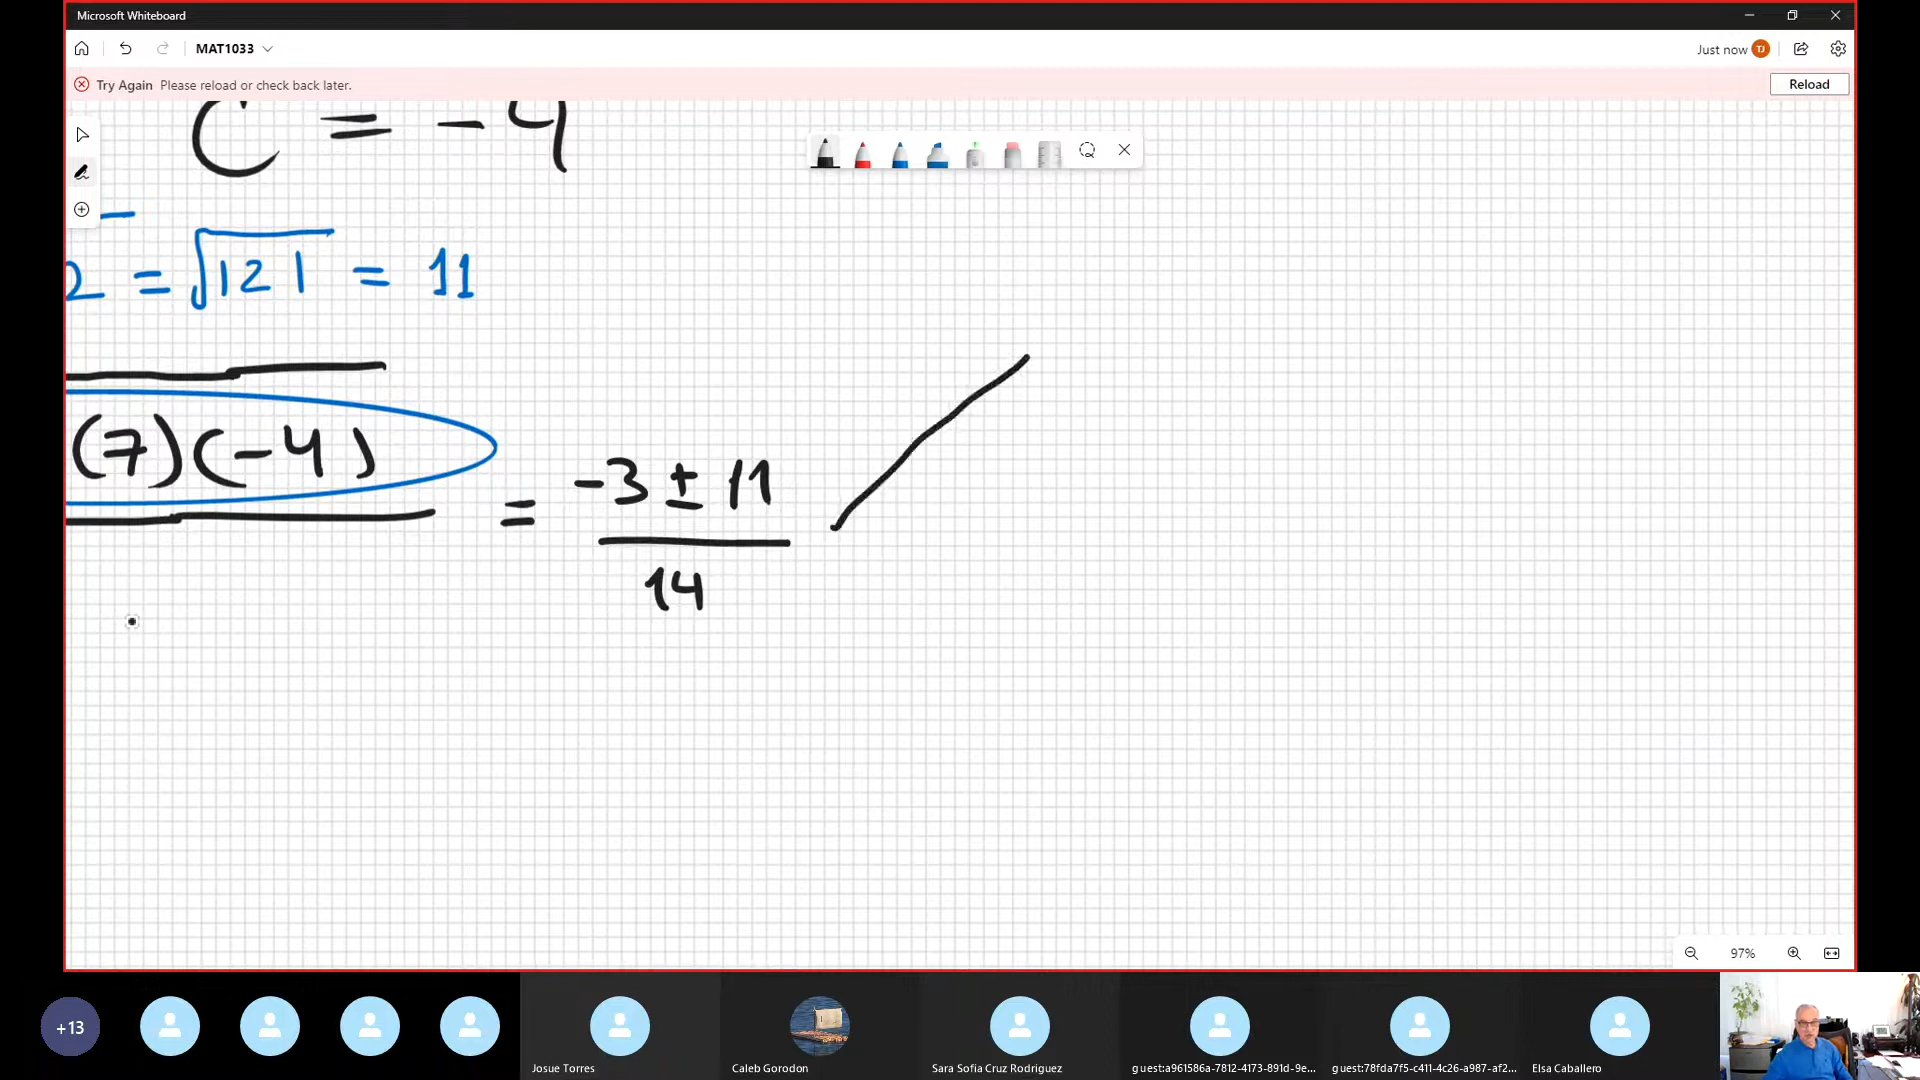 Microsoft Whiteboard
MAT1033
Just now TJ
Try Again Please reload or check back later.
Reload
C = -4
2 = √121 = 11
(7)(-4)
= -3 ± 11
14
97%
+13
Josue Torres
Caleb Gorodon
Sara Sofia Cruz Rodriguez
guest:a961586a-7812-4173-891d-9e...
guest:78fda7f5-c411-4c26-a987-af2...
Elsa Caballero